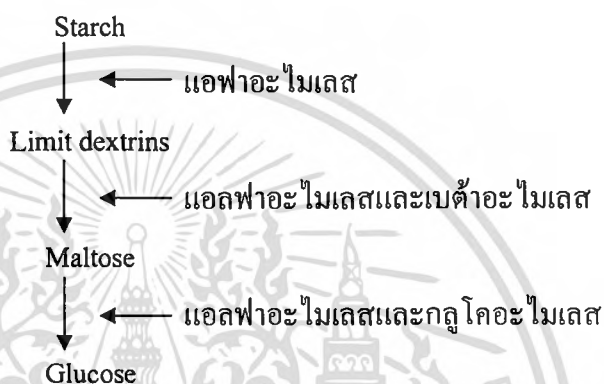 Starch
แอฟาอะไมเลส
Limit dextrins
แอลฟาอะไมเลสและเบต้าอะไมเลส
Maltose
แอลฟาอะไมเลสและกลูโคอะไมเลส
Glucose